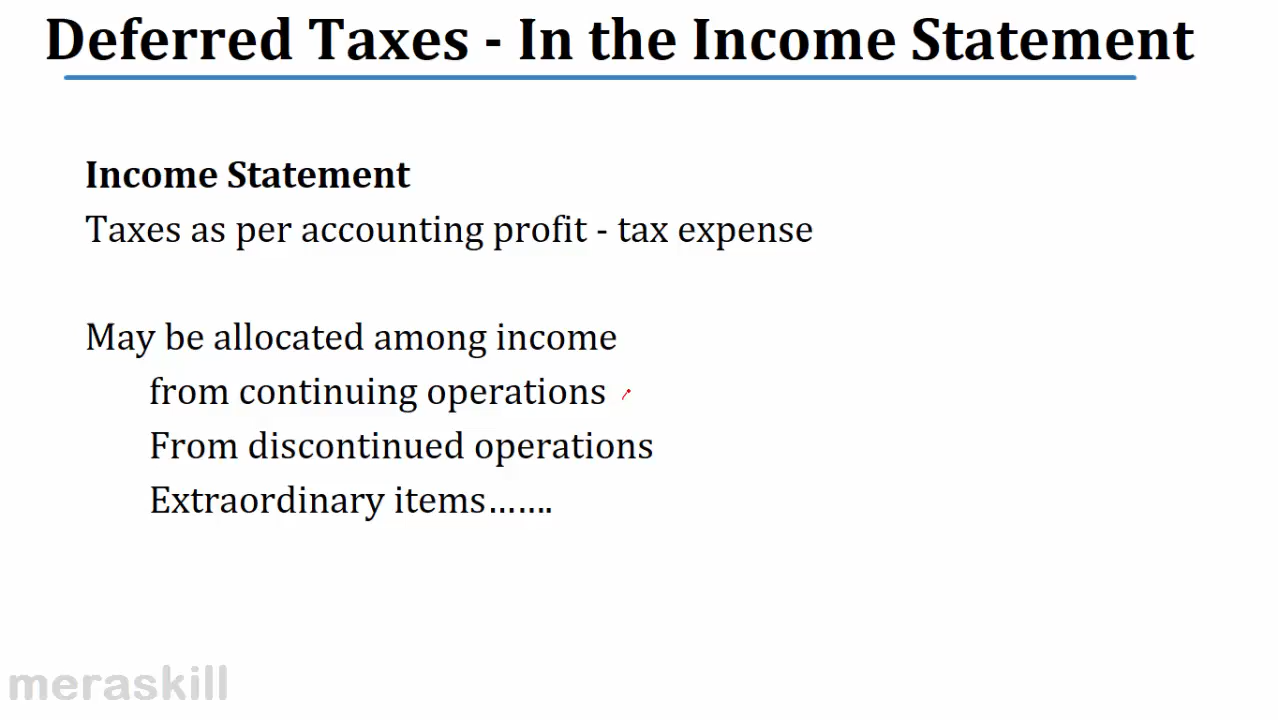 Deferred Taxes - In the Income Statement
Income Statement
Taxes as per accounting profit - tax expense
May be allocated among income
from continuing operations
From discontinued operations
Extraordinary items…….
meraskill